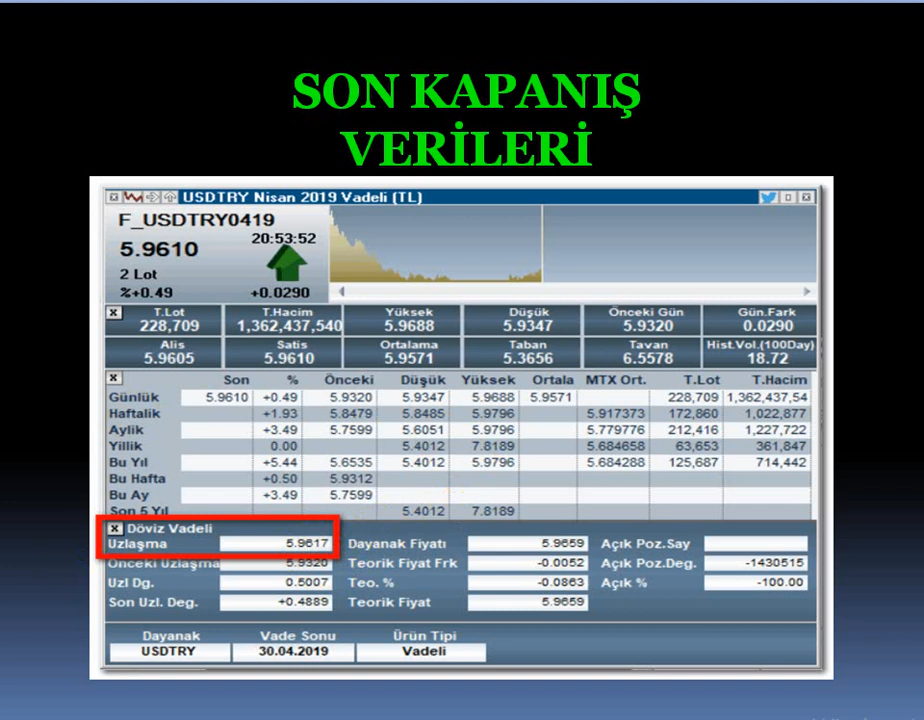 SON KAPANIŞ
VERİLERİ
USDTRY Nisan 2019 Vadeli (TL)
F_USDTRY0419
5.9610 20:53:52
2 Lot
%+0.49 +0.0290
T.Lot T.Hacim Yüksek Düşük Önceki Gün Gün.Fark
228,709 1,362,437,540 5.9688 5.9347 5.9320 0.0290
Alis Satis Ortalama Taban Tavan Hist.Vol.(100Day)
5.9605 5.9610 5.9571 5.3656 6.5578 18.72
Son % Önceki Düşük Yüksek Ortala MTX Ort. T.Lot T.Hacim
Günlük 5.9610 +0.49 5.9320 5.9347 5.9688 5.9571 228,709 1,362,437,54
Haftalik +1.93 5.8479 5.8485 5.9796 5.917373 172,860 1,022,877
Aylik +3.49 5.7599 5.6051 5.9796 5.779776 212,416 1,227,722
Yillik 0.00 5.4012 7.8189 5.684658 63,653 361,847
Bu Yıl +5.44 5.6535 5.4012 5.9796 5.684288 125,687 714,442
Bu Hafta +0.50 5.9312
Bu Ay +3.49 5.7599
Son 5 Yıl 5.4012 7.8189
Döviz Vadeli
Uzlaşma 5.9617 Dayanak Fiyatı 5.9659 Açık Poz.Say
Önceki Uzlaşma 5.9320 Teorik Fiyat Frk -0.0052 Açık Poz.Deg. -1430515
Uzl Dg. 0.5007 Teo. % -0.0863 Açık % -100.00
Son Uzl. Deg. +0.4889 Teorik Fiyat 5.9659
Dayanak Vade Sonu Ürün Tipi
USDTRY 30.04.2019 Vadeli